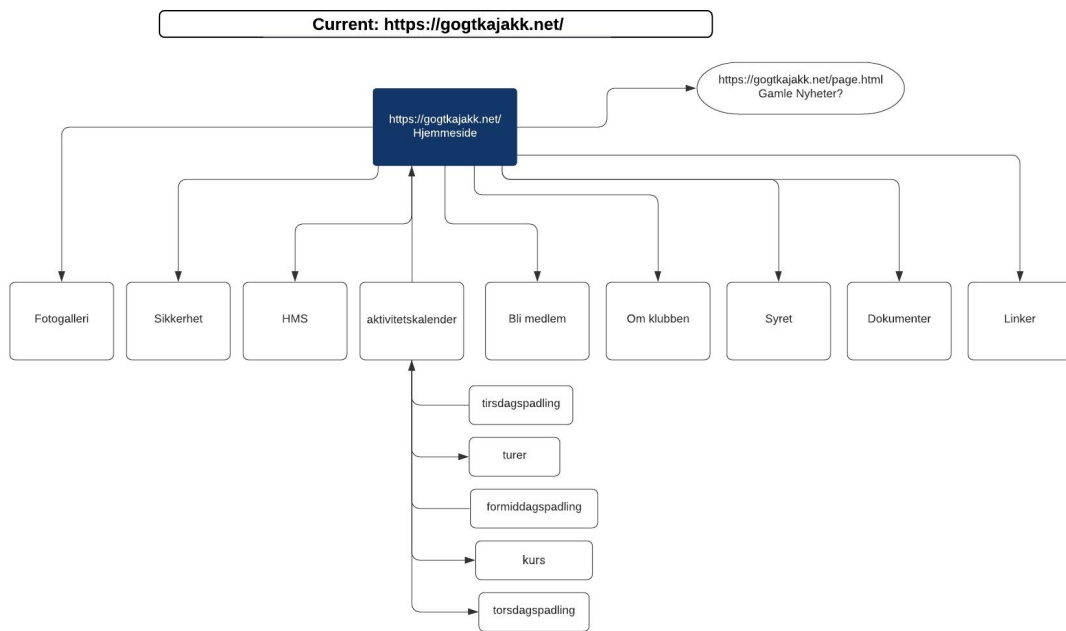 Current: https://gogtkajakk.net/
https://gogtkajakk.net/page.html
Gamle Nyheter?
https://gogtkajakk.net/
Hjemmeside
Fotogalleri
Sikkerhet
HMS
aktivitetskalender
Bli medlem
Om klubben
Syret
Dokumenter
Linker
tirsdagspadling
turer
formiddagspadling
kurs
torsdagspadling